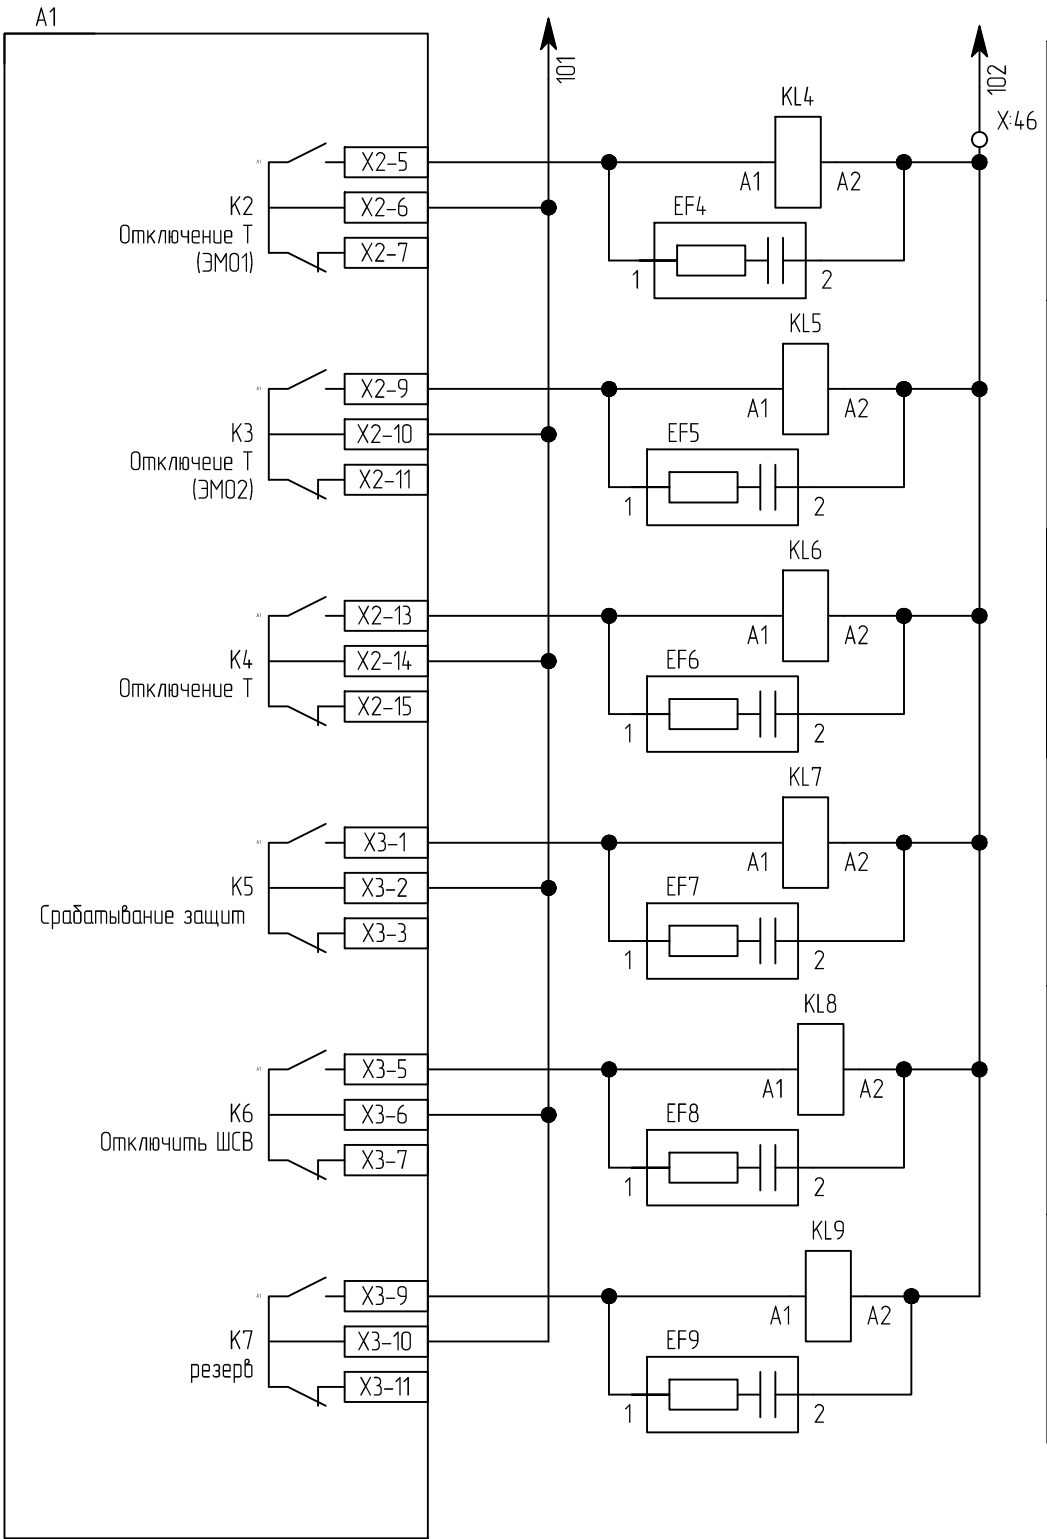 A1
101
102
X:46
KL4
X2-5
A1
A2
K2
X2-6
EF4
Отключение Т
(ЭМО1)
X2-7
1
2
KL5
X2-9
A1
A2
K3
X2-10
EF5
Отключеие Т
(ЭМО2)
X2-11
1
2
KL6
X2-13
A1
A2
K4
X2-14
EF6
Отключение Т
X2-15
1
2
KL7
X3-1
A1
A2
K5
X3-2
EF7
Срабатывание защит
X3-3
1
2
KL8
X3-5
A1
A2
K6
X3-6
EF8
Отключить ШСВ
X3-7
1
2
KL9
X3-9
A1
A2
K7
X3-10
EF9
резерв
X3-11
1
2